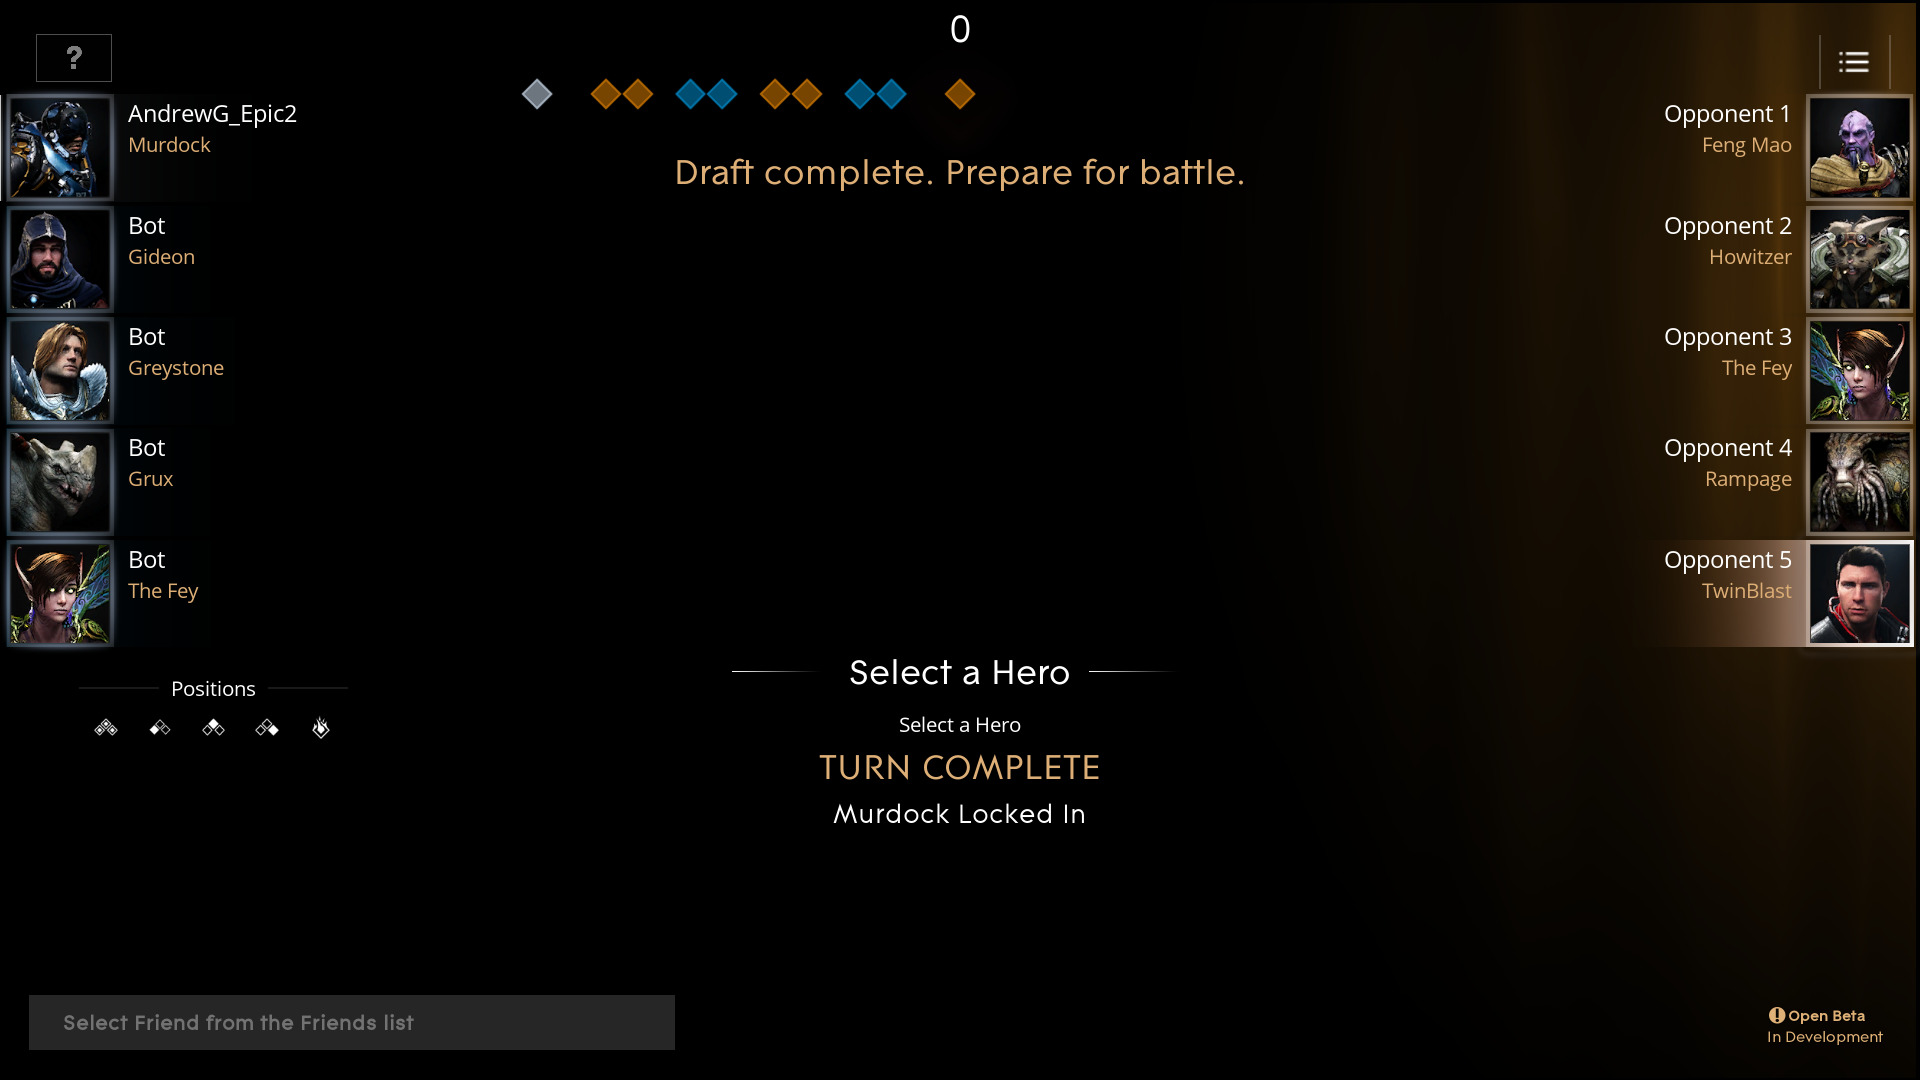 0
?
AndrewG_Epic2
Murdock
Bot
Gideon
Bot
Greystone
Bot
Grux
Bot
The Fey
Positions
Draft complete. Prepare for battle.
Opponent 1
Feng Mao
Opponent 2
Howitzer
Opponent 3
The Fey
Opponent 4
Rampage
Opponent 5
TwinBlast
Select a Hero
Select a Hero
TURN COMPLETE
Murdock Locked In
Select Friend from the Friends list
Open Beta
In Development